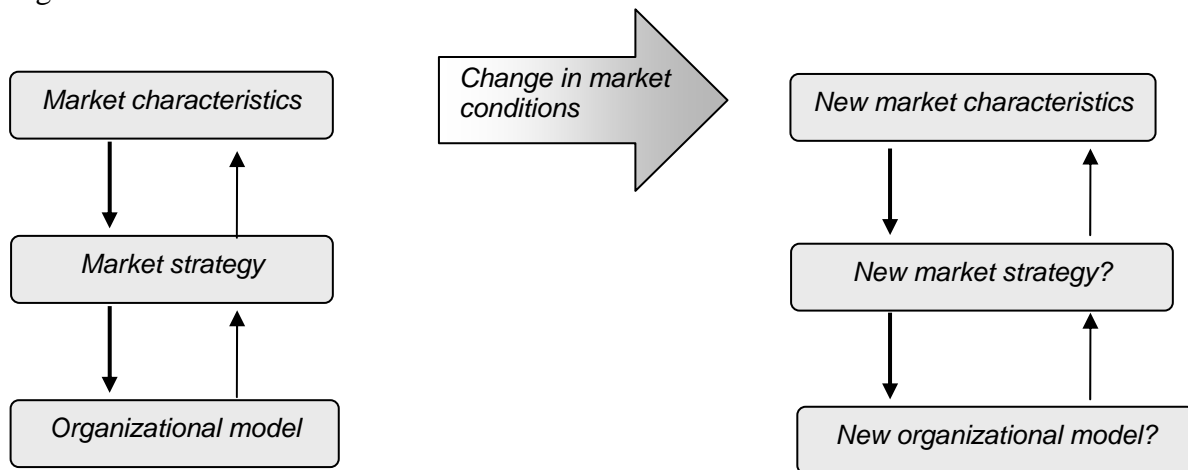 Market characteristics
Market strategy
Organizational model
Change in market
conditions
New market characteristics
New market strategy?
New organizational model?